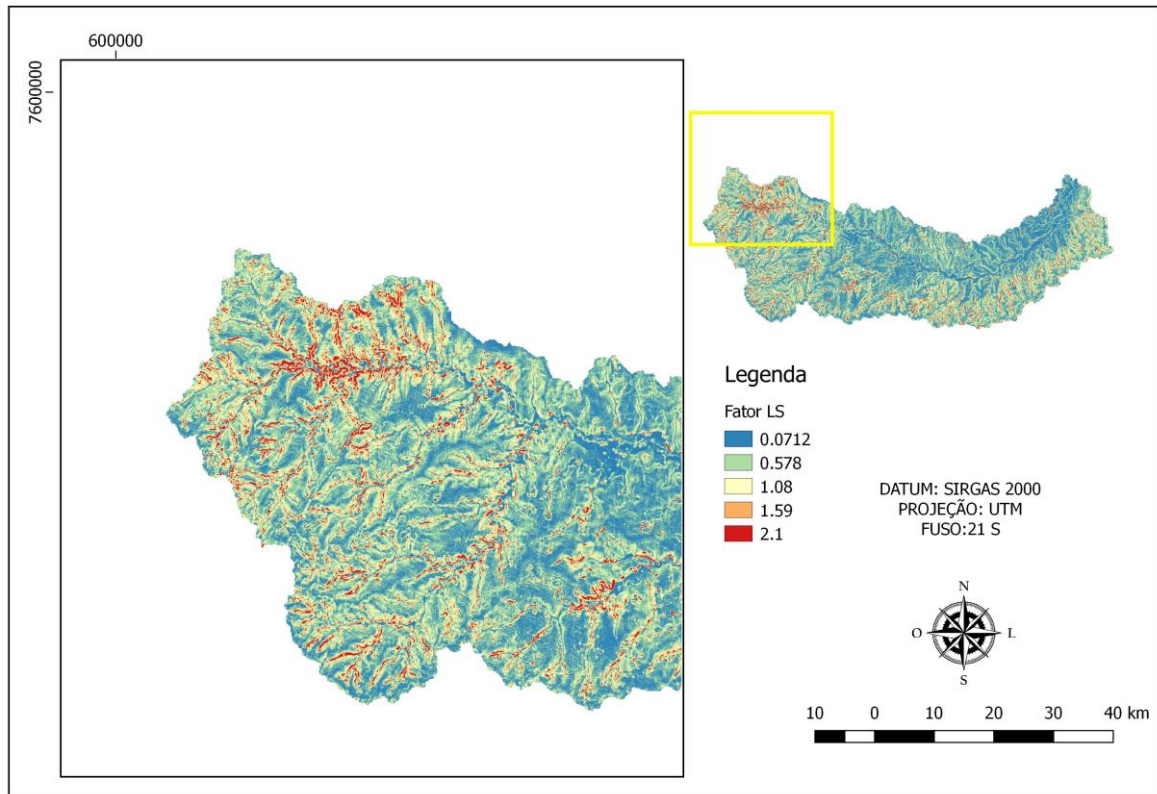 600000
7600000
Legenda
Fator LS
0.0712
0.578
1.08
1.59
2.1
DATUM: SIRGAS 2000
PROJEÇÃO: UTM
FUSO:21 S
N
O L
S
10 0 10 20 30 40 km